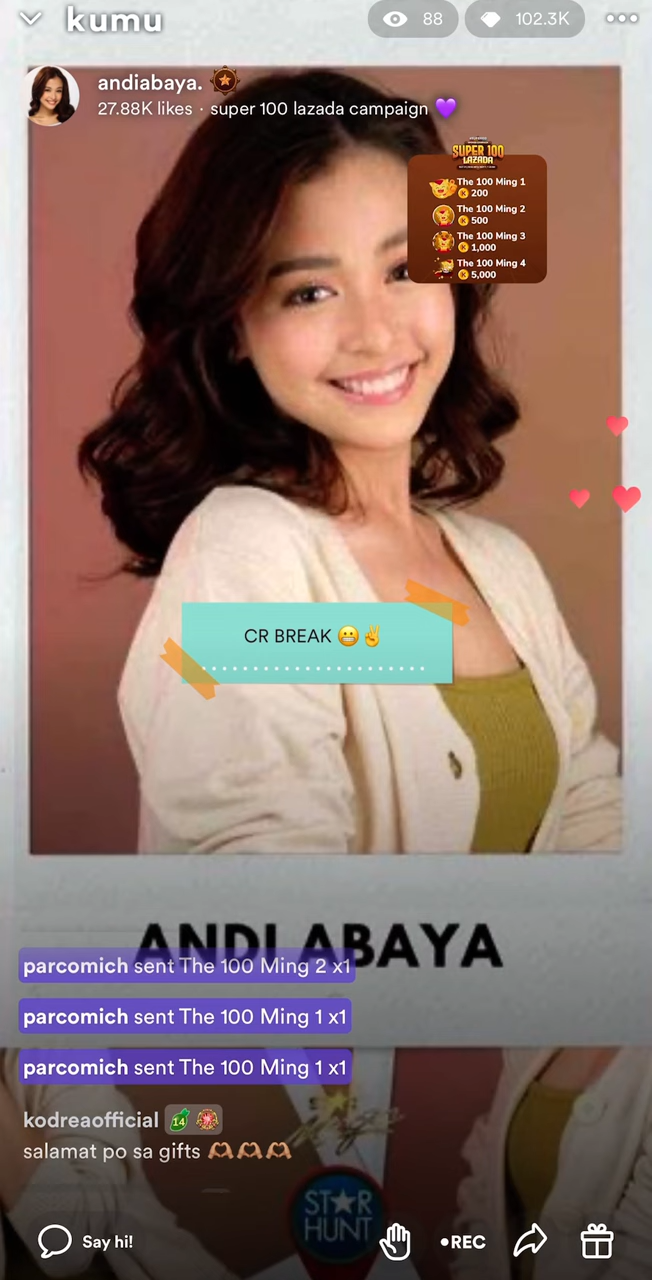 kumu
88
102.3K
andiabaya.
27.88K likes · super 100 lazada campaign 💜
SUPER 100
LAZADA
The 100 Ming 1
K 200
The 100 Ming 2
K 500
The 100 Ming 3
K 1,000
The 100 Ming 4
K 5,000
CR BREAK 😬✌️
ANDI ABAYA
parcomich sent The 100 Ming 2 x1
parcomich sent The 100 Ming 1 x1
parcomich sent The 100 Ming 1 x1
kodreaofficial 14
salamat po sa gifts 🫶🏽🫶🏽🫶🏽
STAR
HUNT
Say hi!
•REC